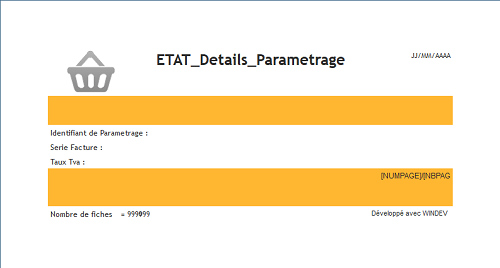 ETAT_Details_Parametrage
JJ/MM/AAAA
Identifiant de Parametrage :
Serie Facture :
Taux Tva :
[NUMPAGE]/[NBPAG
Nombre de fiches = 999099
Développé avec WINDEV